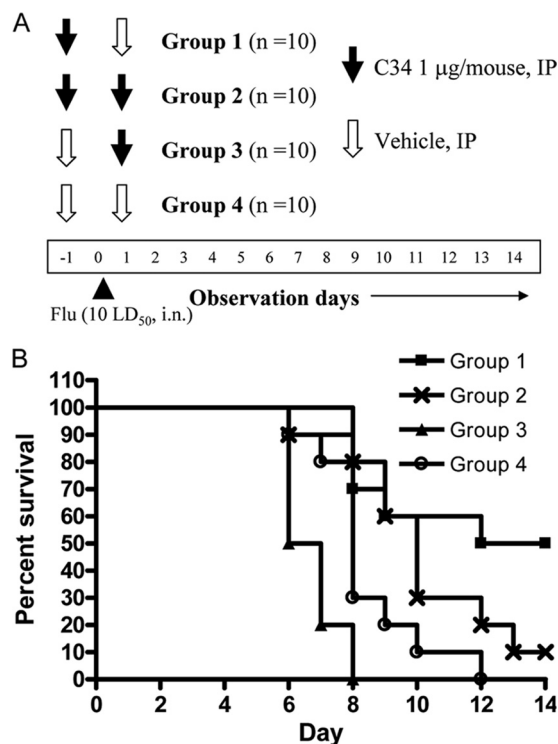 A
Group 1 (n =10)
Group 2 (n =10)
Group 3 (n =10)
Group 4 (n =10)
C34 1 µg/mouse, IP
Vehicle, IP
-1 0 1 2 3 4 5 6 7 8 9 10 11 12 13 14
Flu (10 LD50, i.n.)
Observation days
B
Group 1
Group 2
Group 3
Group 4
Percent survival
110
100
90
80
70
60
50
40
30
20
10
0
0 2 4 6 8 10 12 14
Day